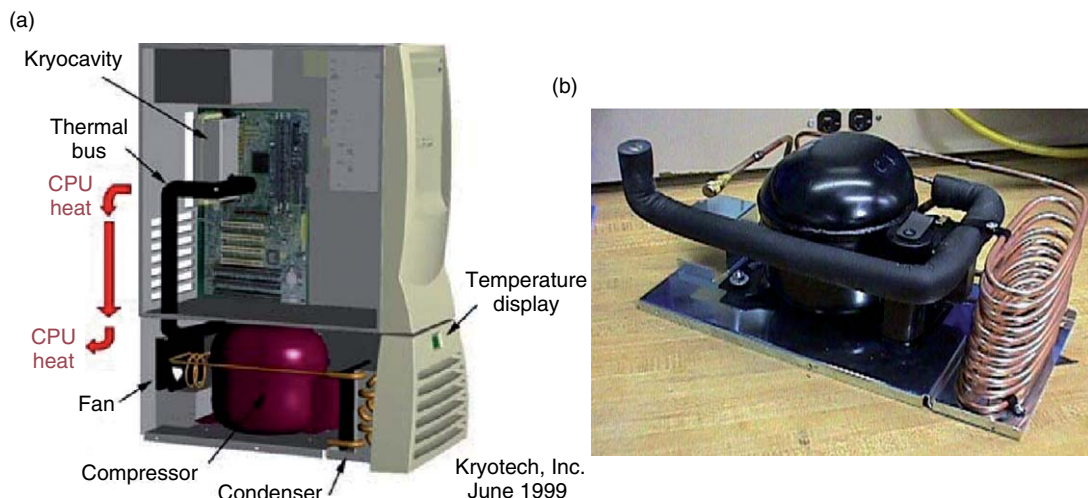 (a)
Kryocavity
Thermal
bus
CPU
heat
CPU
heat
Fan
Compressor
Condenser
Temperature
display
Kryotech, Inc.
June 1999
(b)